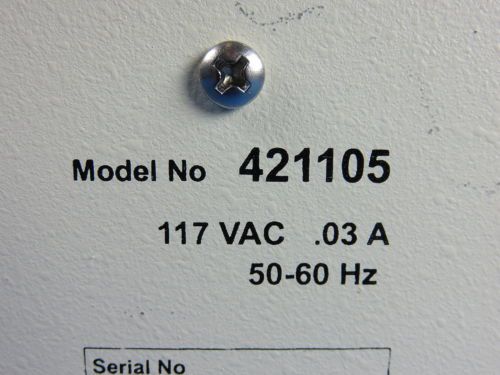 Model No 421105
117 VAC .03 A
50-60 Hz
Serial No